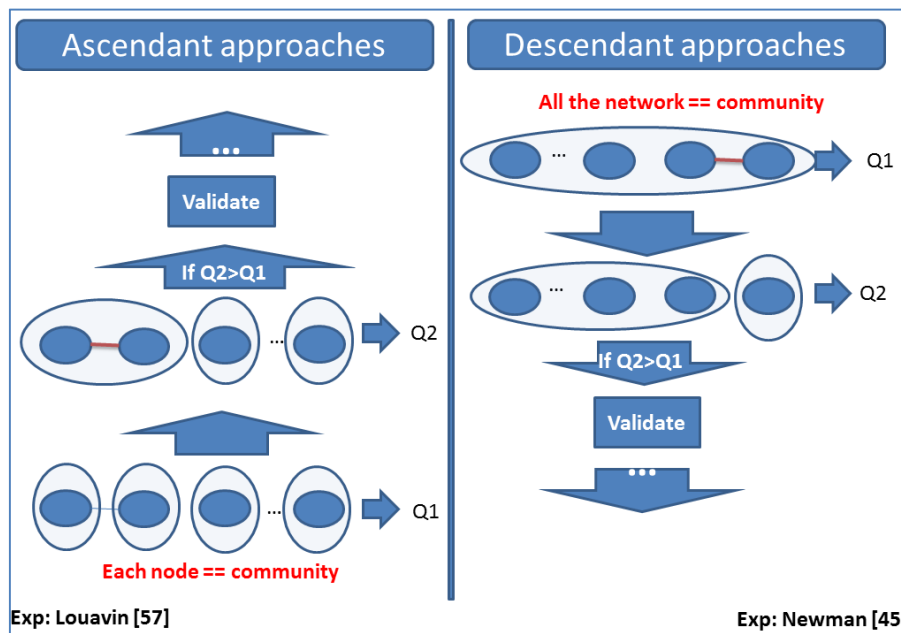 Ascendant approaches
...
Validate
If Q2>Q1
...
Q2
...
Q1
Each node == community
Exp: Louavin [57]
Descendant approaches
All the network == community
...
Q1
...
Q2
If Q2>Q1
Validate
...
Exp: Newman [45